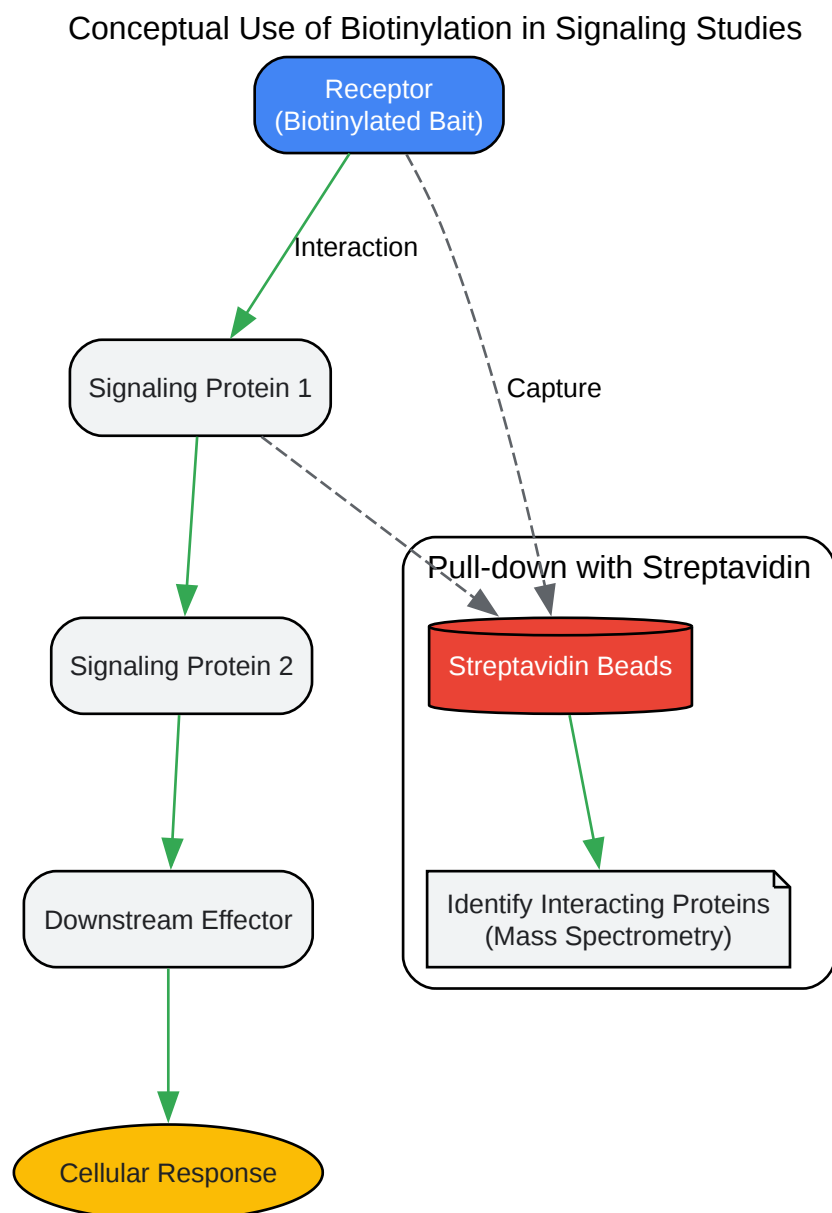 Conceptual Use of Biotinylation in Signaling Studies
Receptor
(Biotinylated Bait)
Interaction
Signaling Protein 1
Capture
Pull-down with Streptavidin
Signaling Protein 2
Streptavidin Beads
Downstream Effector
Identify Interacting Proteins
(Mass Spectrometry)
Cellular Response